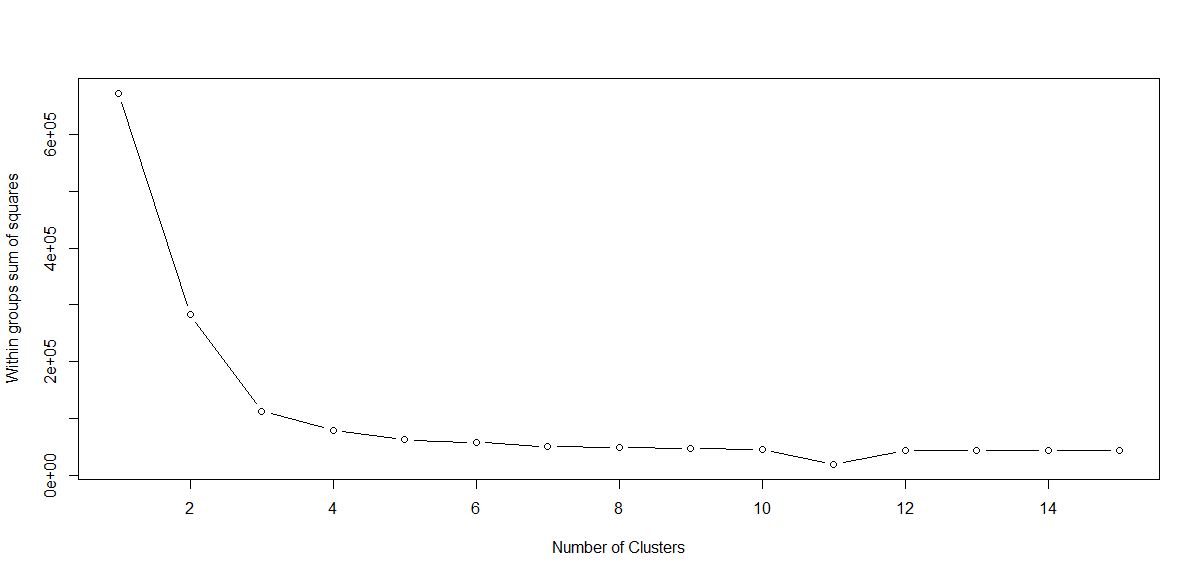 Within groups sum of squares
6e+05
4e+05
2e+05
0e+00
2 4 6 8 10 12 14
Number of Clusters